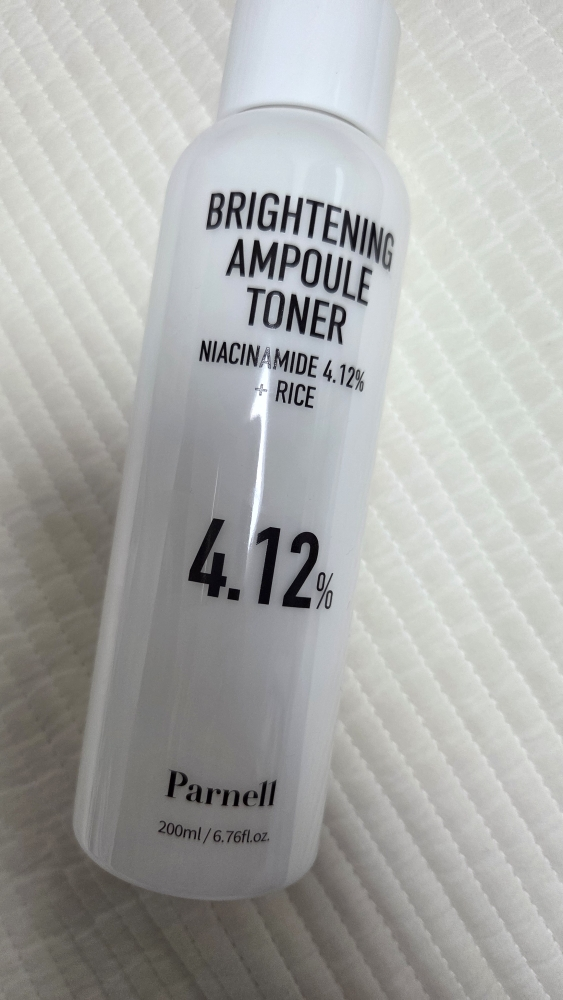 BRIGHTENING
AMPOULE
TONER
NIACINAMIDE 4.12%
+ RICE
4.12%
Parnell
200ml / 6.76fl.oz.